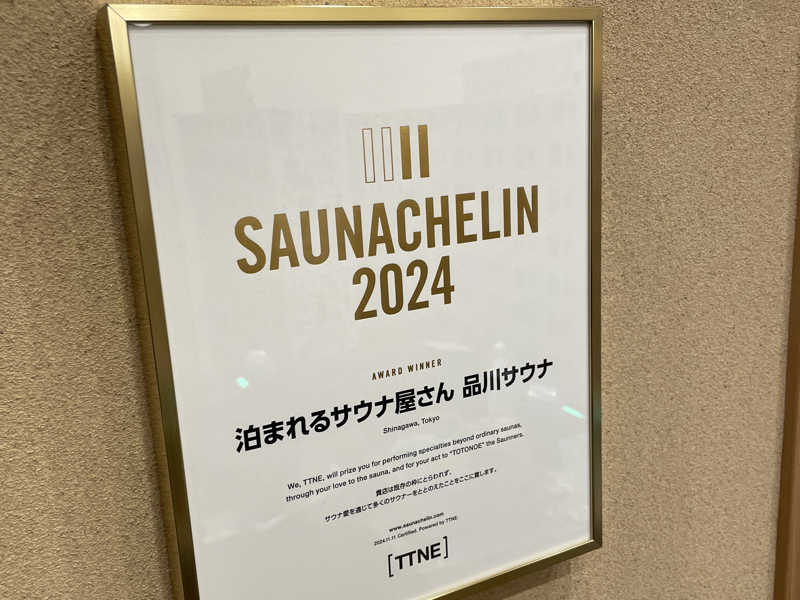 SAUNACHELIN
2024
AWARD WINNER
泊まれるサウナ屋さん 品川サウナ
Shinagawa, Tokyo
We, TTNE, will prize you for performing specialties beyond ordinary saunas,
through your love to the sauna, and for your act to "TOTONOE" the Saunners.
貴店は既存の枠にとらわれず、
サウナ愛を通じて多くのサウナーをととのえたことをここに賞します。
www.saunachelin.com
2024.11.11. Certified. Powered by TTNE
[TTNE]